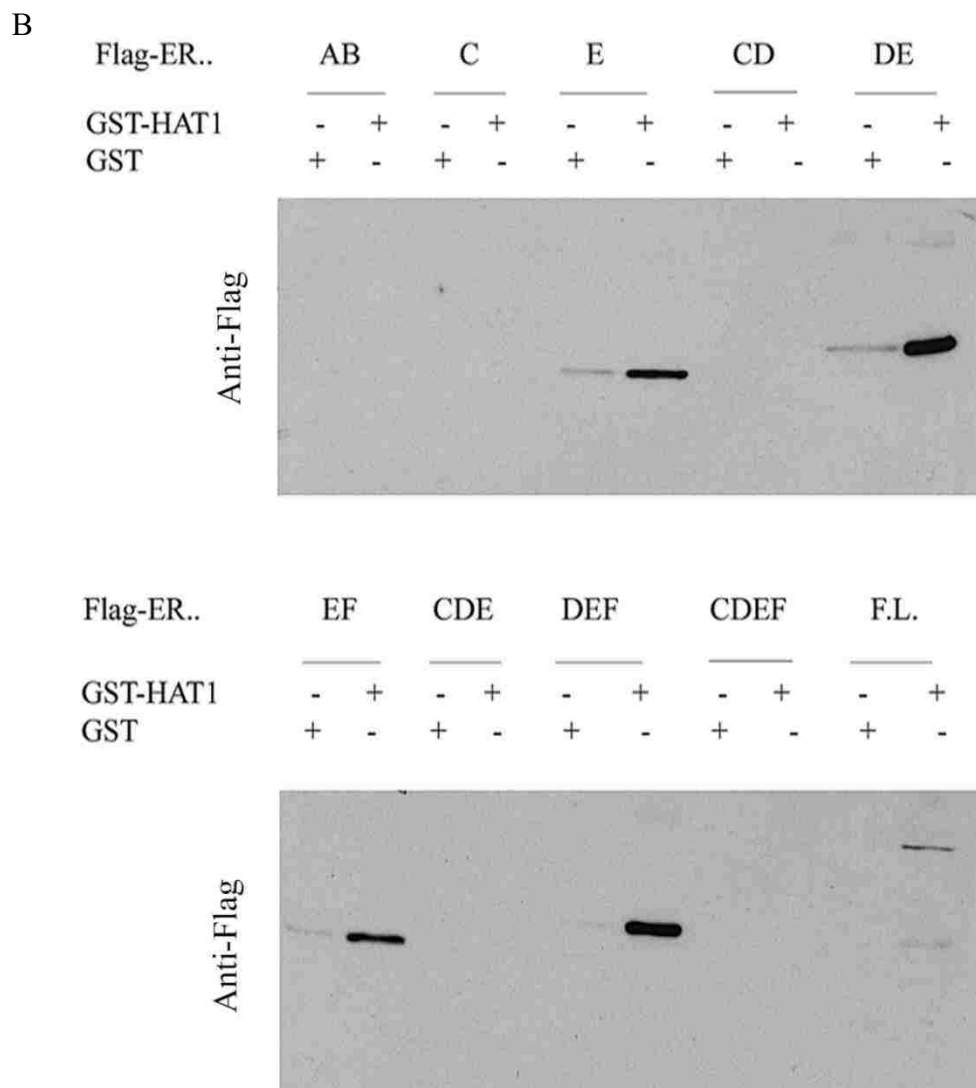 B
Flag-ER.. AB C E CD DE
GST-HAT1 - + - + - + - + - +
GST + - + - + - + - + -
Anti-Flag
Flag-ER.. EF CDE DEF CDEF F.L.
GST-HAT1 - + - + - + - + - +
GST + - + - + - + - + -
Anti-Flag